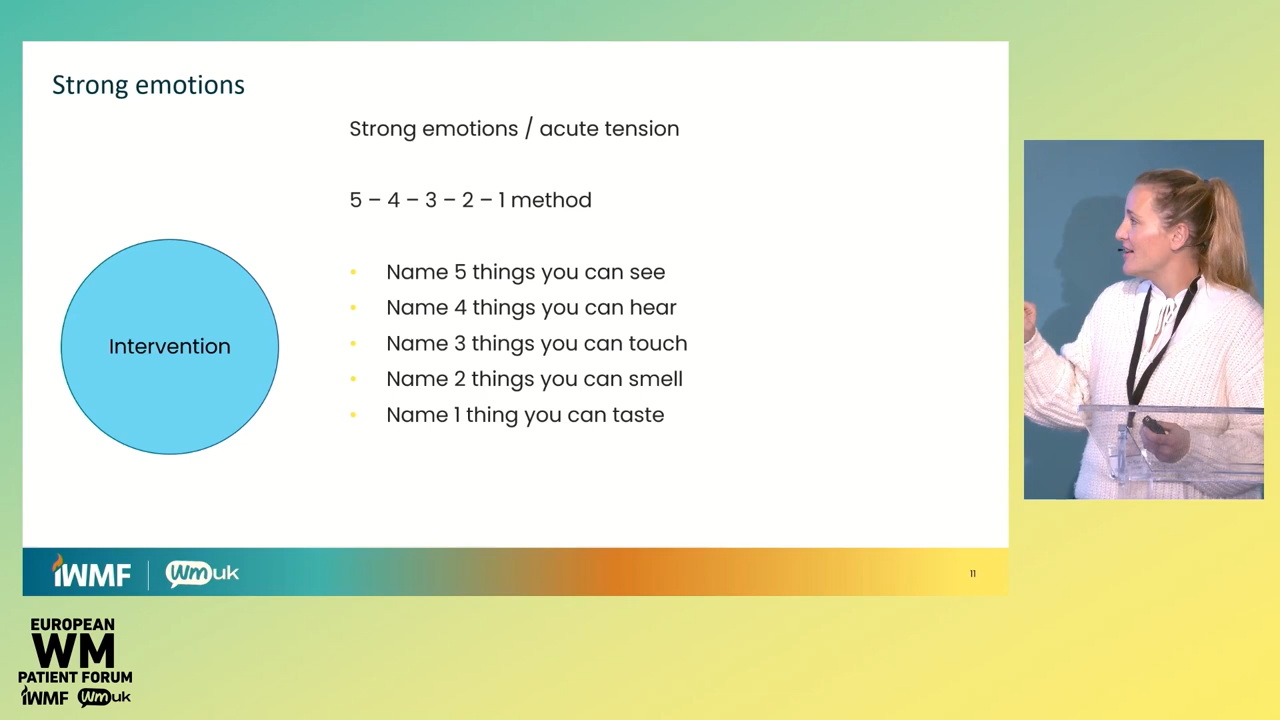 Strong emotions
Strong emotions / acute tension
5 – 4 – 3 – 2 – 1 method
Intervention
• Name 5 things you can see
• Name 4 things you can hear
• Name 3 things you can touch
• Name 2 things you can smell
• Name 1 thing you can taste
iWMF | Wmuk
11
EUROPEAN
WM
PATIENT FORUM
iWMF Wmuk